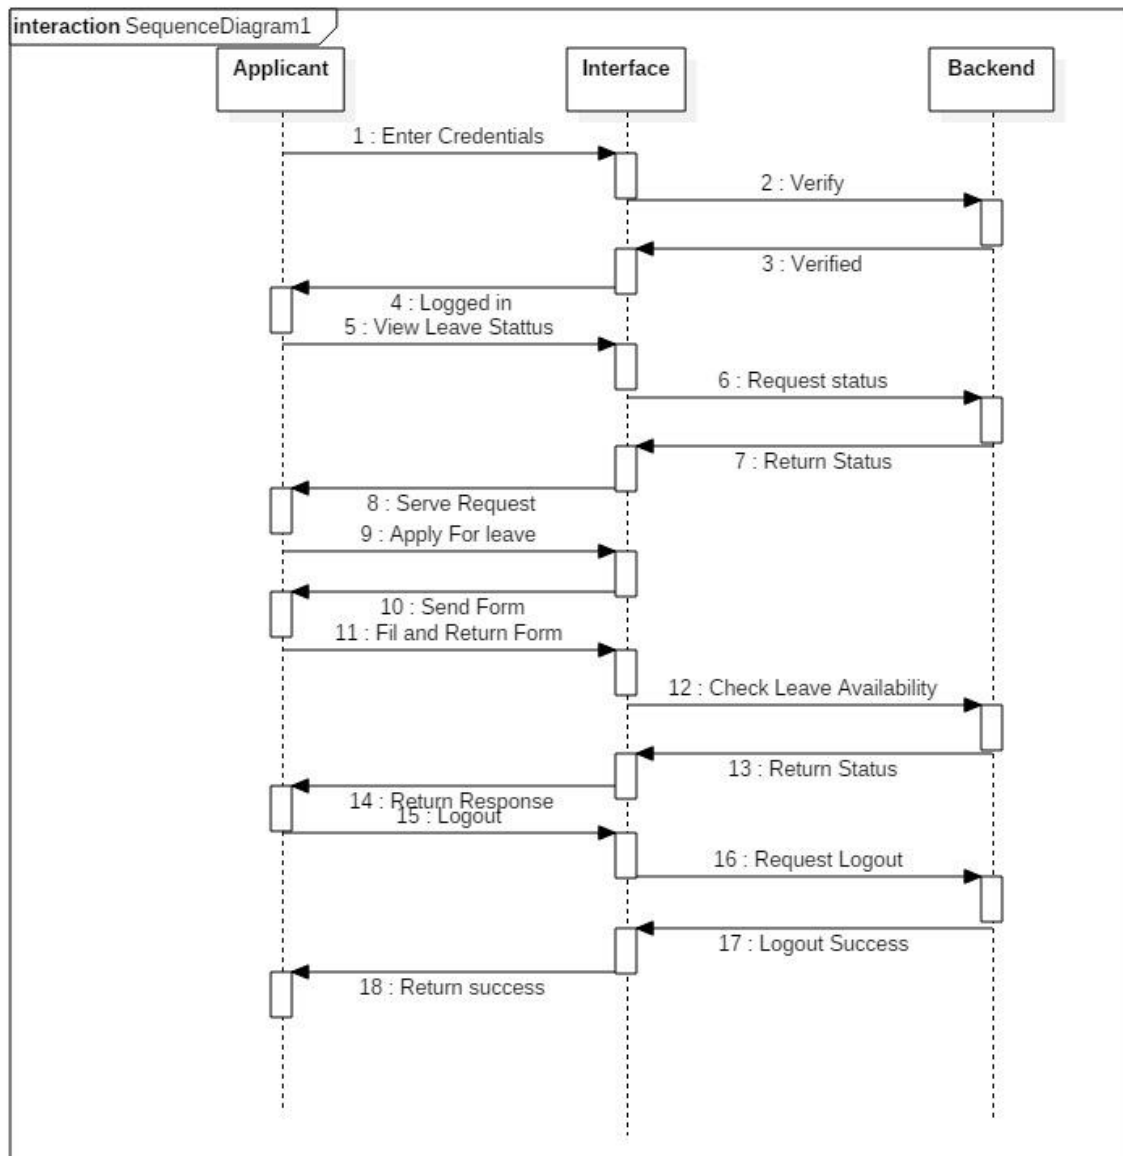 interaction SequenceDiagram1
Applicant
Interface
Backend
1 : Enter Credentials
2 : Verify
3 : Verified
4 : Logged in
5 : View Leave Stattus
6 : Request status
7 : Return Status
8 : Serve Request
9 : Apply For leave
10 : Send Form
11 : Fil and Return Form
12 : Check Leave Availability
13 : Return Status
14 : Return Response
15 : Logout
16 : Request Logout
17 : Logout Success
18 : Return success